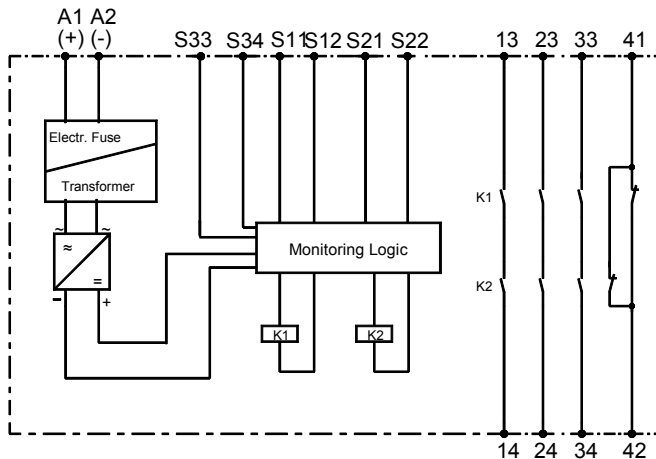 A1 A2
(+) (-) S33 S34 S11 S12 S21 S22 13 23 33 41
Electr. Fuse
Transformer
~ ~
≈
=
- +
Monitoring Logic
K1
K1 K2 K2
14 24 34 42